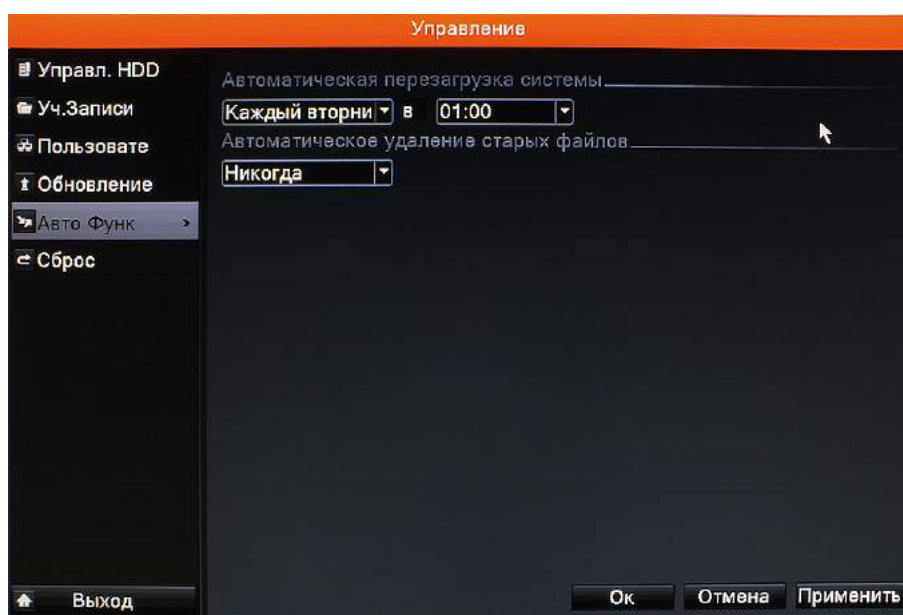 Управление
Управл. HDD
Уч.Записи
Пользовате
Обновление
Авто Функ
Сброс
Выход
Автоматическая перезагрузка системы
Каждый вторни в 01:00
Автоматическое удаление старых файлов
Никогда
Ок Отмена Применить